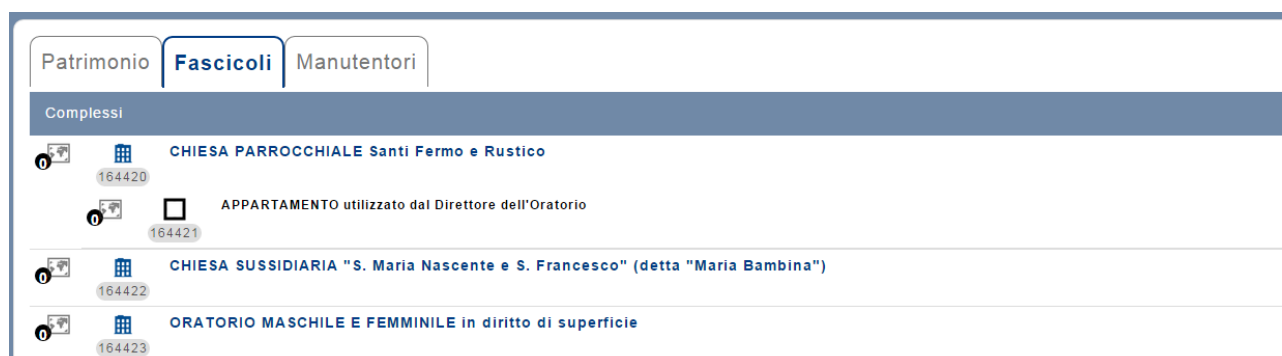 Patrimonio Fascicoli Manutentori
Complessi
0 CHIESA PARROCCHIALE Santi Fermo e Rustico
164420
0 APPARTAMENTO utilizzato dal Direttore dell'Oratorio
164421
0 CHIESA SUSSIDIARIA "S. Maria Nascente e S. Francesco" (detta "Maria Bambina")
164422
0 ORATORIO MASCHILE E FEMMINILE in diritto di superficie
164423